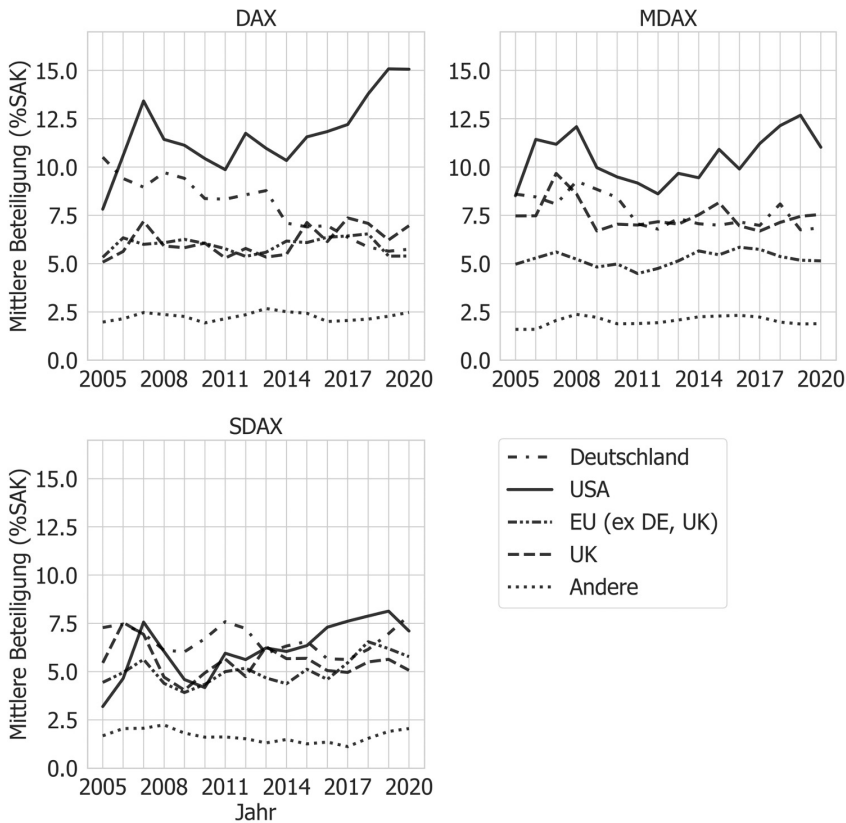 DAX
Mittlere Beteiligung (%SAK)
15.0
12.5
10.0
7.5
5.0
2.5
0.0
2005 2008 2011 2014 2017 2020
MDAX
15.0
12.5
10.0
7.5
5.0
2.5
0.0
2005 2008 2011 2014 2017 2020
SDAX
Mittlere Beteiligung (%SAK)
15.0
12.5
10.0
7.5
5.0
2.5
0.0
2005 2008 2011 2014 2017 2020
Jahr
Deutschland
USA
EU (ex DE, UK)
UK
Andere